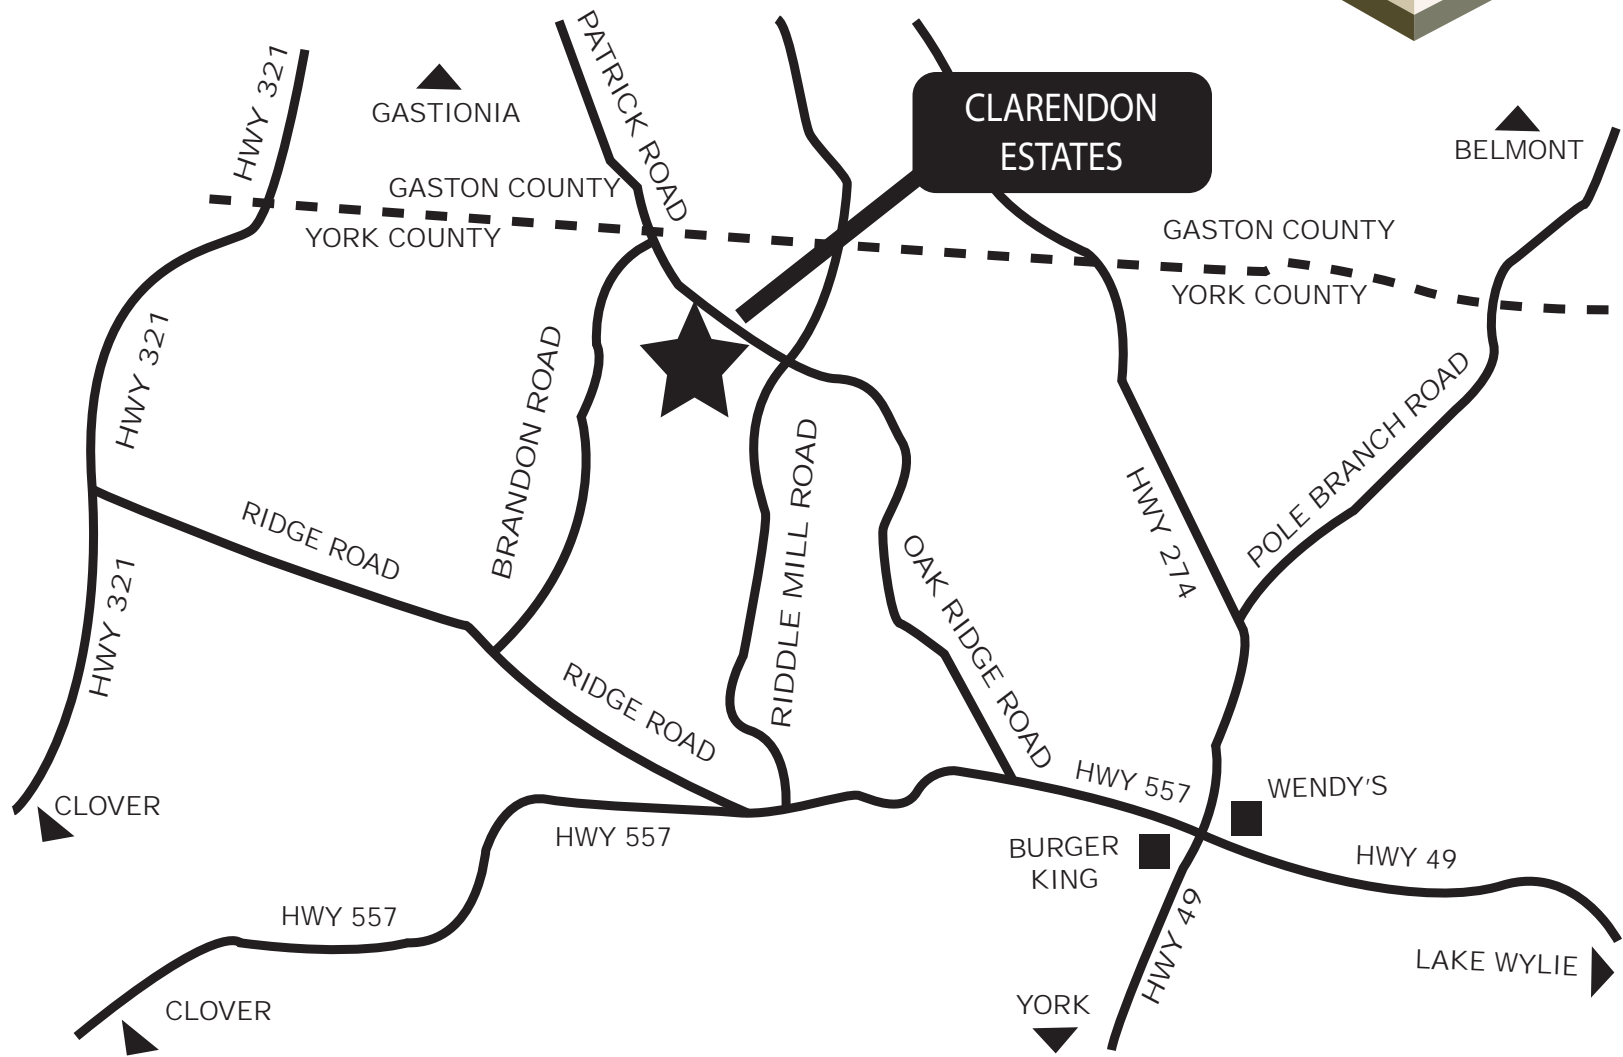 HWY 321
GASTIONIA
PATRICK ROAD
CLARENDON
ESTATES
BELMONT
GASTON COUNTY
YORK COUNTY
GASTON COUNTY
YORK COUNTY
HWY 321
BRANDON ROAD
RIDDLE MILL ROAD
POLE BRANCH ROAD
HWY 274
RIDGE ROAD
OAK RIDGE ROAD
HWY 321
RIDGE ROAD
HWY 557
WENDY'S
CLOVER
HWY 557
BURGER
KING
HWY 49
HWY 557
HWY 49
LAKE WYLIE
CLOVER
YORK